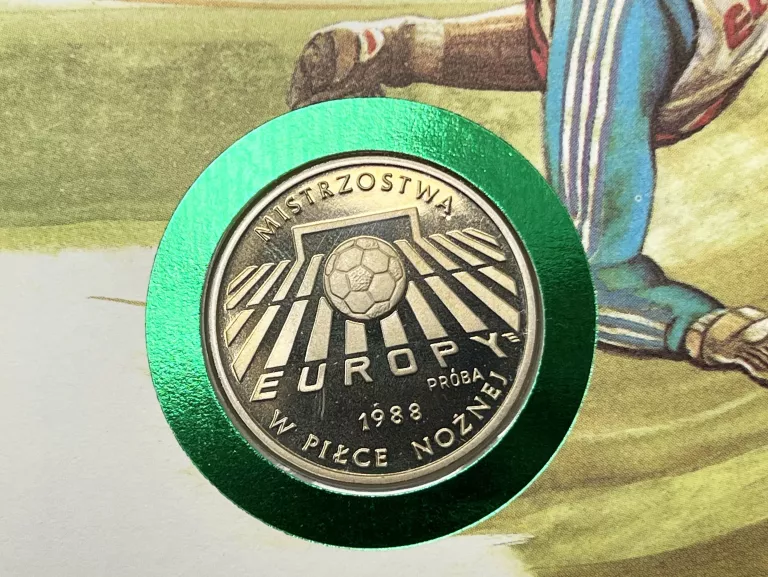 MISTRZOSTWA
EUROPY
PRÓBA
1988
W PIŁCE NOŻNEJ